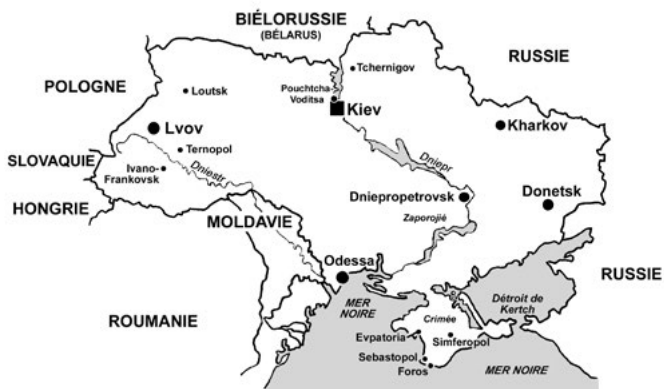 BIÉLORUSSIE
(BÉLARUS)
RUSSIE
Tchernigov
POLOGNE
Loutsk
Pouchtcha-
Voditsa
Kiev
Lvov
Kharkov
Ternopol
SLOVAQUIE
Ivano-
Frankovsk
Dniestr
Dniepr
HONGRIE
Dniepropetrovsk
Donetsk
MOLDAVIE
Zaporojié
Odessa
RUSSIE
MER
NOIRE
Détroit de
Kertch
ROUMANIE
Crimée
Evpatoria
Simferopol
Sebastopol
Foros
MER NOIRE